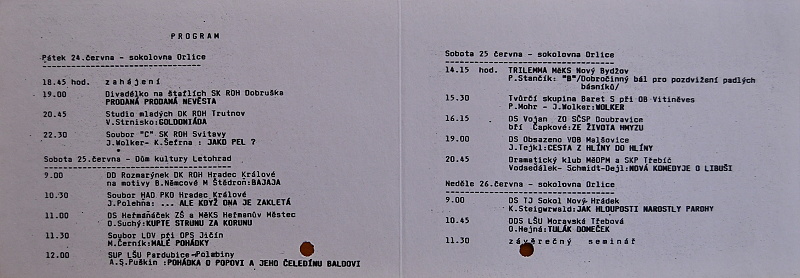 PROGRAM
Pátek 24.června - sokolovna Orlice
18.45 hod. zahájení
19.00 Divadélko na štaflích SK ROH Dobruška
PRODANÁ PRODANÁ NEVĚSTA
20.45 Studio mladých DK ROH Trutnov
V.Strnisko:GOLDONIÁDA
22.30 Soubor "C" SK ROH Svitavy
J.Wolker- K.Šefrna : JAKO PEL ?
Sobota 25.června - Dům kultury Letohrad
9.00 DD Rozmarýnek DK ROH Hradec Králové
na motivy B.Němcové M Štědroň:BAJAJA
10.30 Soubor HAD PKO Hradec Králové
J.Polehňa: ... ALE KDYŽ ONA JE ZAKLETÁ
11.00 DS Heřmáňáček ZŠ a MěKS Heřmanův Městec
O.Suchý:KUPTE STRUNU ZA KORUNU
11.30 Soubor LDV při OPS Jičín
M.Černík:MALÉ POHÁDKY
12.00 SUP LŠU Pardubice-Polabiny
A.S.Puškin :POHÁDKA O POPOVI A JEHO ČELEDÍNU BALDOVI
Sobota 25 června - sokolovna Orlice
14.15 hod. TRILEMMA MěKS Nový Bydžov
P.Stančík: "B"/Dobročinný bál pro pozdvižení padlých
básníků/
15.30 Tvůrčí skupina Baret S při OB Vitiněves
P.Mohr - J.Wolker:WOLKER
16.15 DS Vojan ZO SČSP Doubravice
bří Čapkové:ZE ŽIVOTA HMYZU
19.00 DS Obsazeno VOB Malšovice
J.Tejkl:CESTA Z HLÍNY DO HLÍNY
20.45 Dramatický klub MěDPM a SKP Třebíč
Vodseďálek- Schmidt-Dejl:NOVÁ KOMEDYJE O LIBUŠI
Neděle 26.června - sokolovna Orlice
9.00 DS TJ Sokol Nový Hrádek
K.Steigerwald:JAK HLOUPOSTI NAROSTLY PAROHY
10.45 DDS LŠU Moravská Třebová
O.Hejná:TULÁK DOMEČEK
11.30 závěrečný seminář